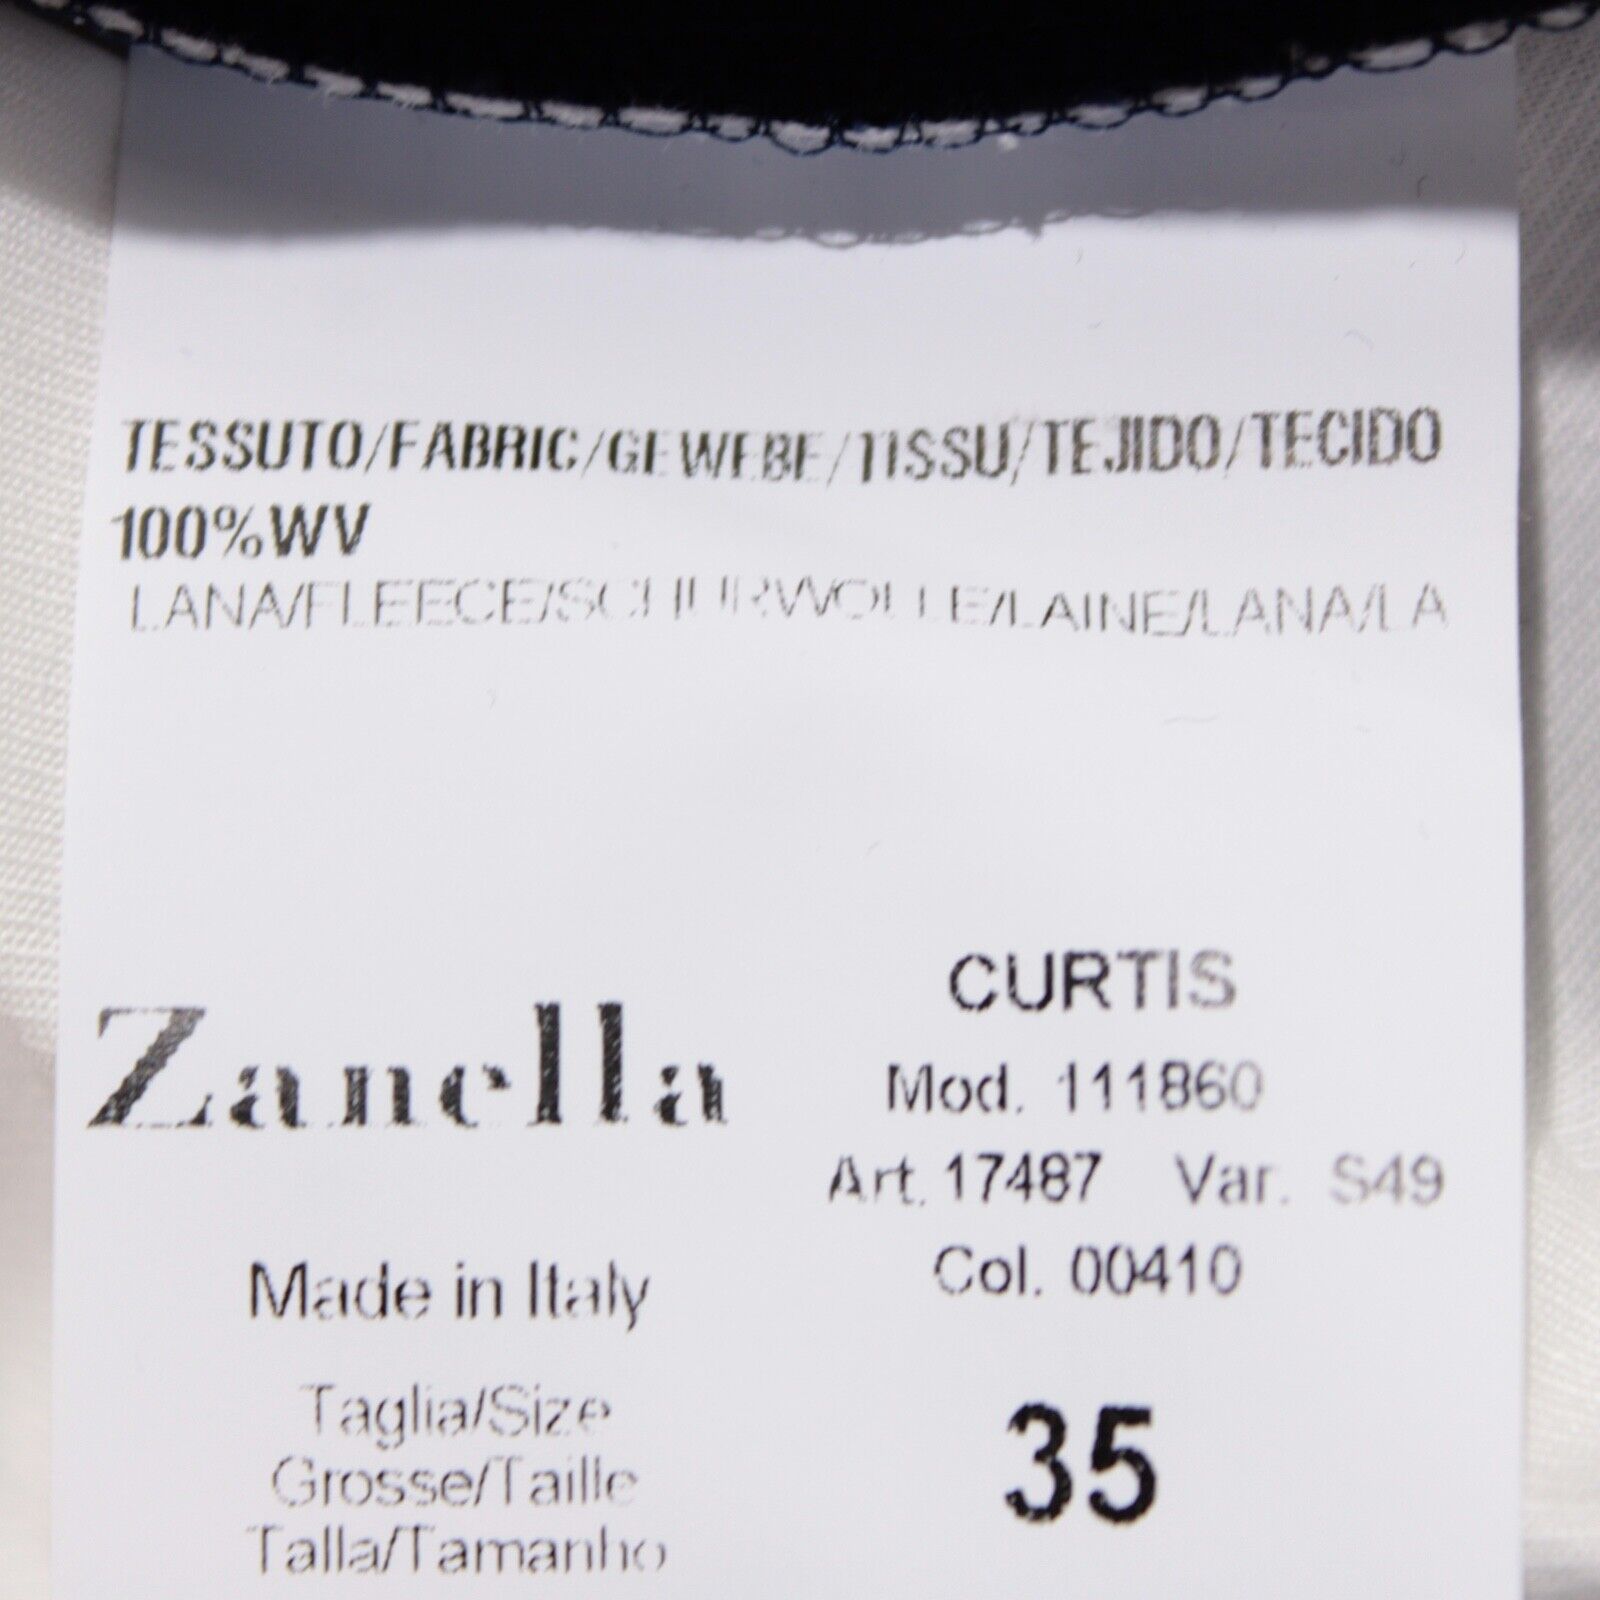 TESSUTO/FABRIC/GEWEBE/TISSU/TEJIDO/TECIDO
100%WV
LANA/FLEECE/SCHURWOLLE/LAINE/LANA/LA
Zanella
Made in Italy
Taglia/Size
Grosse/Taille
Talla/Tamanho
CURTIS
Mod. 111860
Art. 17487 Var. S49
Col. 00410
35